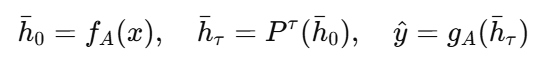 h̄₀ = f_A(x), h̄_τ = P^τ(h̄₀), ŷ = g_A(h̄_τ)